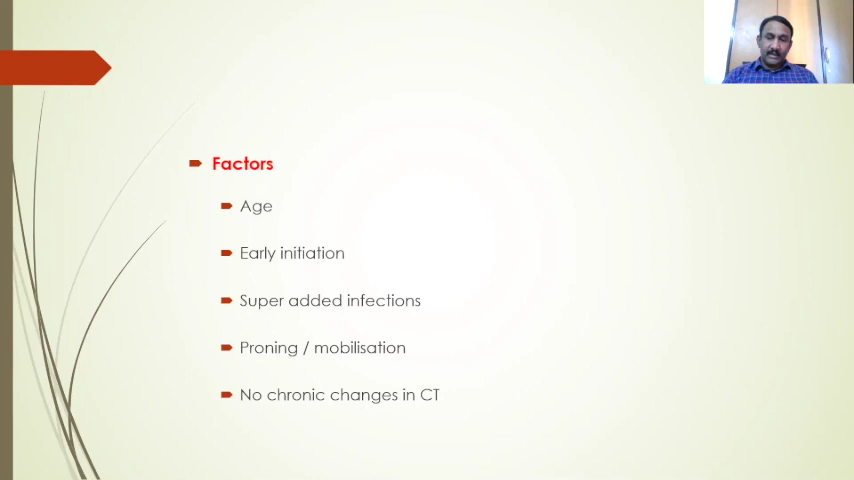 Factors
Age
Early initiation
Super added infections
Proning / mobilisation
No chronic changes in CT